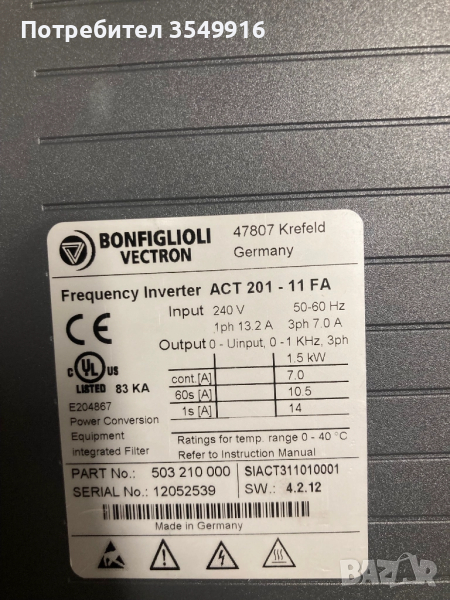 Потребител 3549916
BONFIGLIOLI
VECTRON
47807 Krefeld
Germany
Frequency Inverter ACT 201 - 11 FA
Input 240 V 50-60 Hz
1ph 13.2 A 3ph 7.0 A
Output 0 - Uinput, 0 - 1 KHz, 3ph
1.5 kW
cont.[A] 7.0
60s [A] 10.5
1s [A] 14
CE
C UL US
LISTED 83 KA
E204867
Power Conversion
Equipment
integrated Filter
Ratings for temp. range 0 - 40 °C
Refer to Instruction Manual
PART No.: 503 210 000 SIACT311010001
SERIAL No.: 12052539 SW.: 4.2.12
Made in Germany
BAZAR